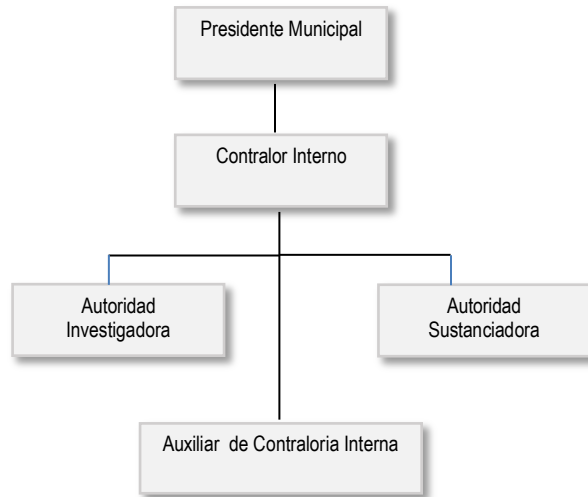 Presidente Municipal
Contralor Interno
Autoridad
Investigadora
Autoridad
Sustanciadora
Auxiliar de Contraloria Interna